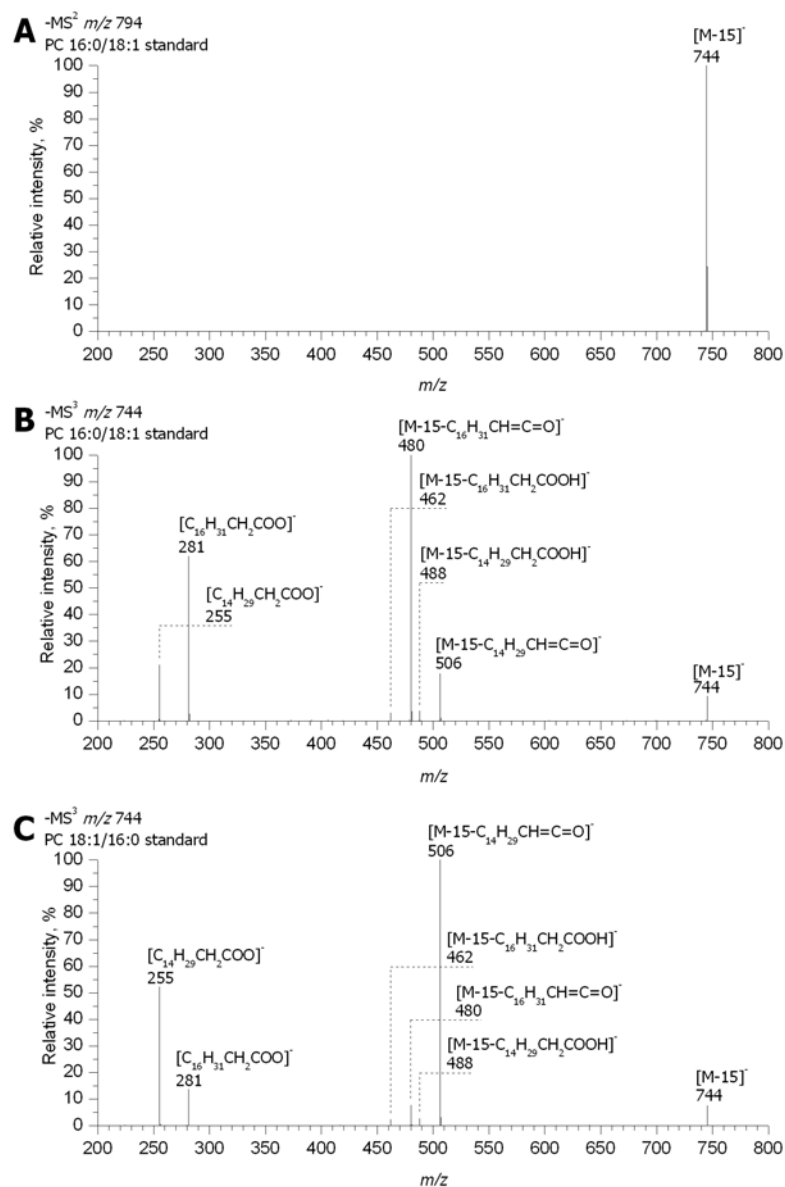 A
-MS² m/z 794
PC 16:0/18:1 standard
[M-15]⁻
744
Relative intensity, %
100
90
80
70
60
50
40
30
20
10
0
200 250 300 350 400 450 500 550 600 650 700 750 800
m/z
B
-MS³ m/z 744
PC 16:0/18:1 standard
[M-15-C₁₆H₃₁CH=C=O]⁻
480
[M-15-C₁₆H₃₁CH₂COOH]⁻
462
[C₁₆H₃₁CH₂COO]⁻
281
[M-15-C₁₄H₂₉CH₂COOH]⁻
488
[C₁₄H₂₉CH₂COO]⁻
255
[M-15-C₁₄H₂₉CH=C=O]⁻
506
[M-15]⁻
744
Relative intensity, %
100
90
80
70
60
50
40
30
20
10
0
200 250 300 350 400 450 500 550 600 650 700 750 800
m/z
C
-MS³ m/z 744
PC 18:1/16:0 standard
[M-15-C₁₄H₂₉CH=C=O]⁻
506
[M-15-C₁₆H₃₁CH₂COOH]⁻
462
[C₁₄H₂₉CH₂COO]⁻
255
[M-15-C₁₆H₃₁CH=C=O]⁻
480
[M-15-C₁₄H₂₉CH₂COOH]⁻
488
[C₁₆H₃₁CH₂COO]⁻
281
[M-15]⁻
744
Relative intensity, %
100
90
80
70
60
50
40
30
20
10
0
200 250 300 350 400 450 500 550 600 650 700 750 800
m/z